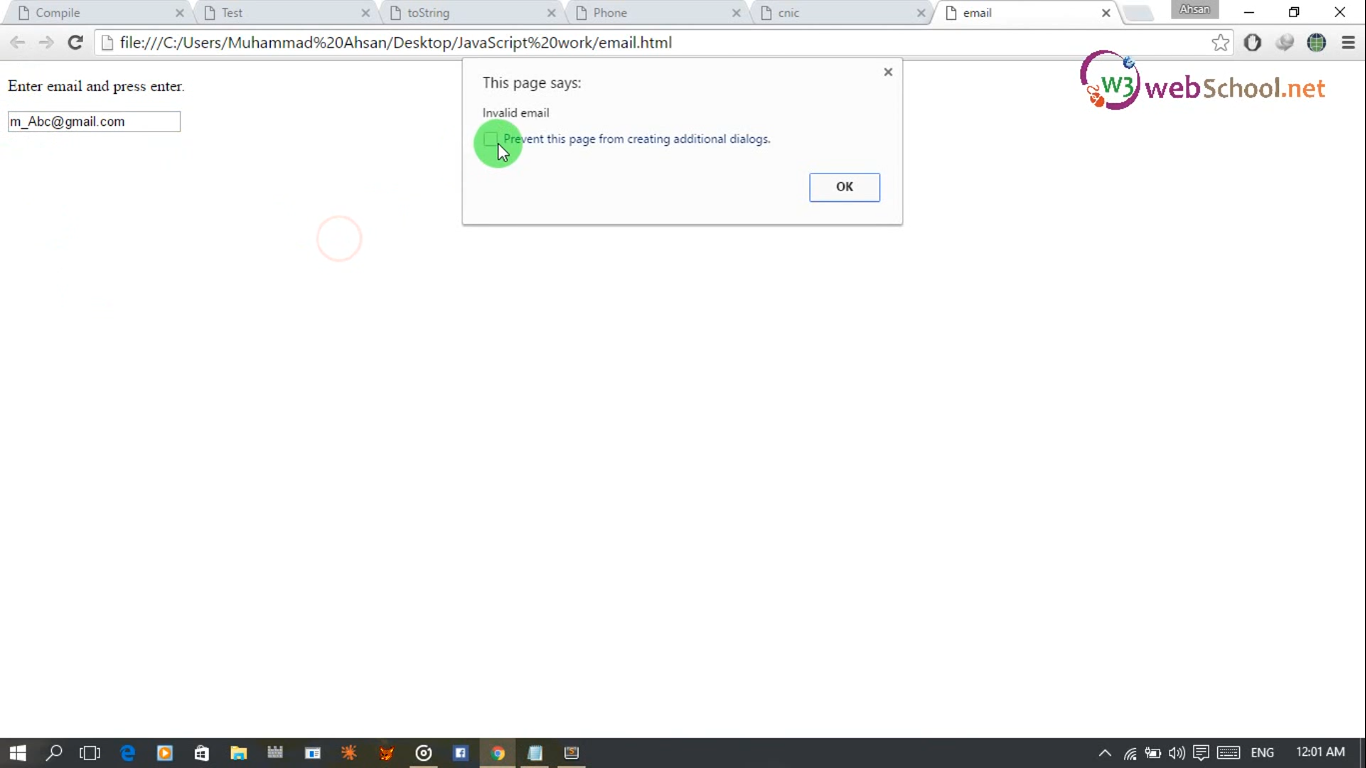 Compile
Test
toString
Phone
cnic
email
Ahsan
file:///C:/Users/Muhammad%20Ahsan/Desktop/JavaScript%20work/email.html
Enter email and press enter.
m_Abc@gmail.com
This page says:
Invalid email
Prevent this page from creating additional dialogs.
OK
W3 webSchool.net
ENG
12:01 AM